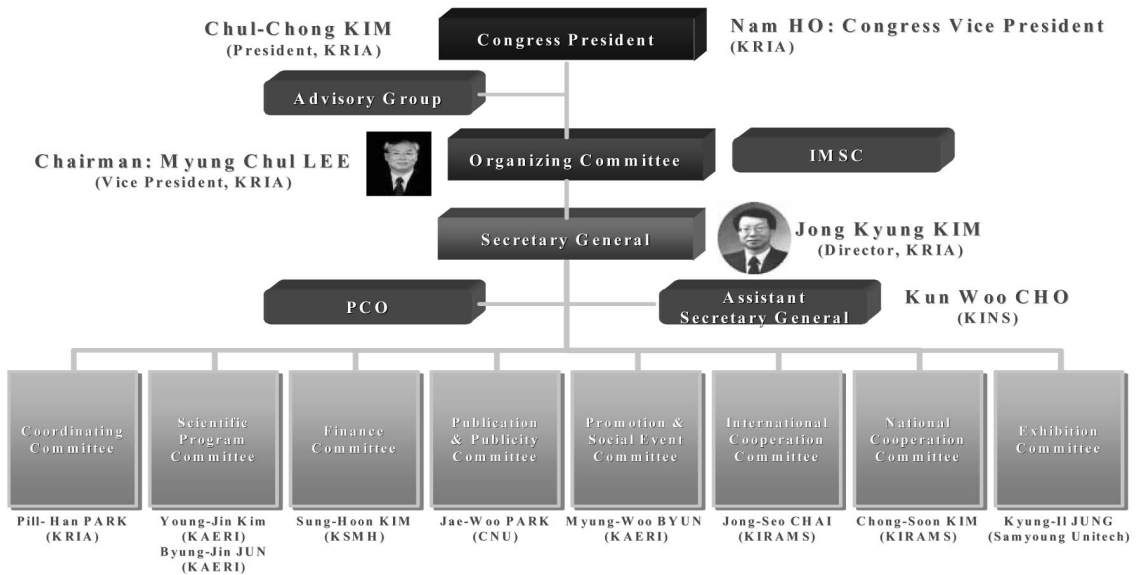 Chul-Chong KIM
(President, KRIA)
Congress President
Nam HO: Congress Vice President
(KRIA)
Advisory Group
Chairman: Myung Chul LEE
(Vice President, KRIA)
Organizing Committee
IMSC
Secretary General
Jong Kyung KIM
(Director, KRIA)
PCO
Assistant
Secretary General
Kun Woo CHO
(KINS)
Coordinating
Committee
Scientific
Program
Committee
Finance
Committee
Publication
& Publicity
Committee
Promotion &
Social Event
Committee
International
Cooperation
Committee
National
Cooperation
Committee
Exhibition
Committee
Pill- Han PARK
(KRIA)
Young-Jin Kim
(KAERI)
Byung-Jin JUN
(KAERI)
Sung-Hoon KIM
(KSMH)
Jae-Woo PARK
(CNU)
Myung-Woo BYUN
(KAERI)
Jong-Seo CHAI
(KIRAMS)
Chong-Soon KIM
(KIRAMS)
Kyung-Il JUNG
(Samyoung Unitech)